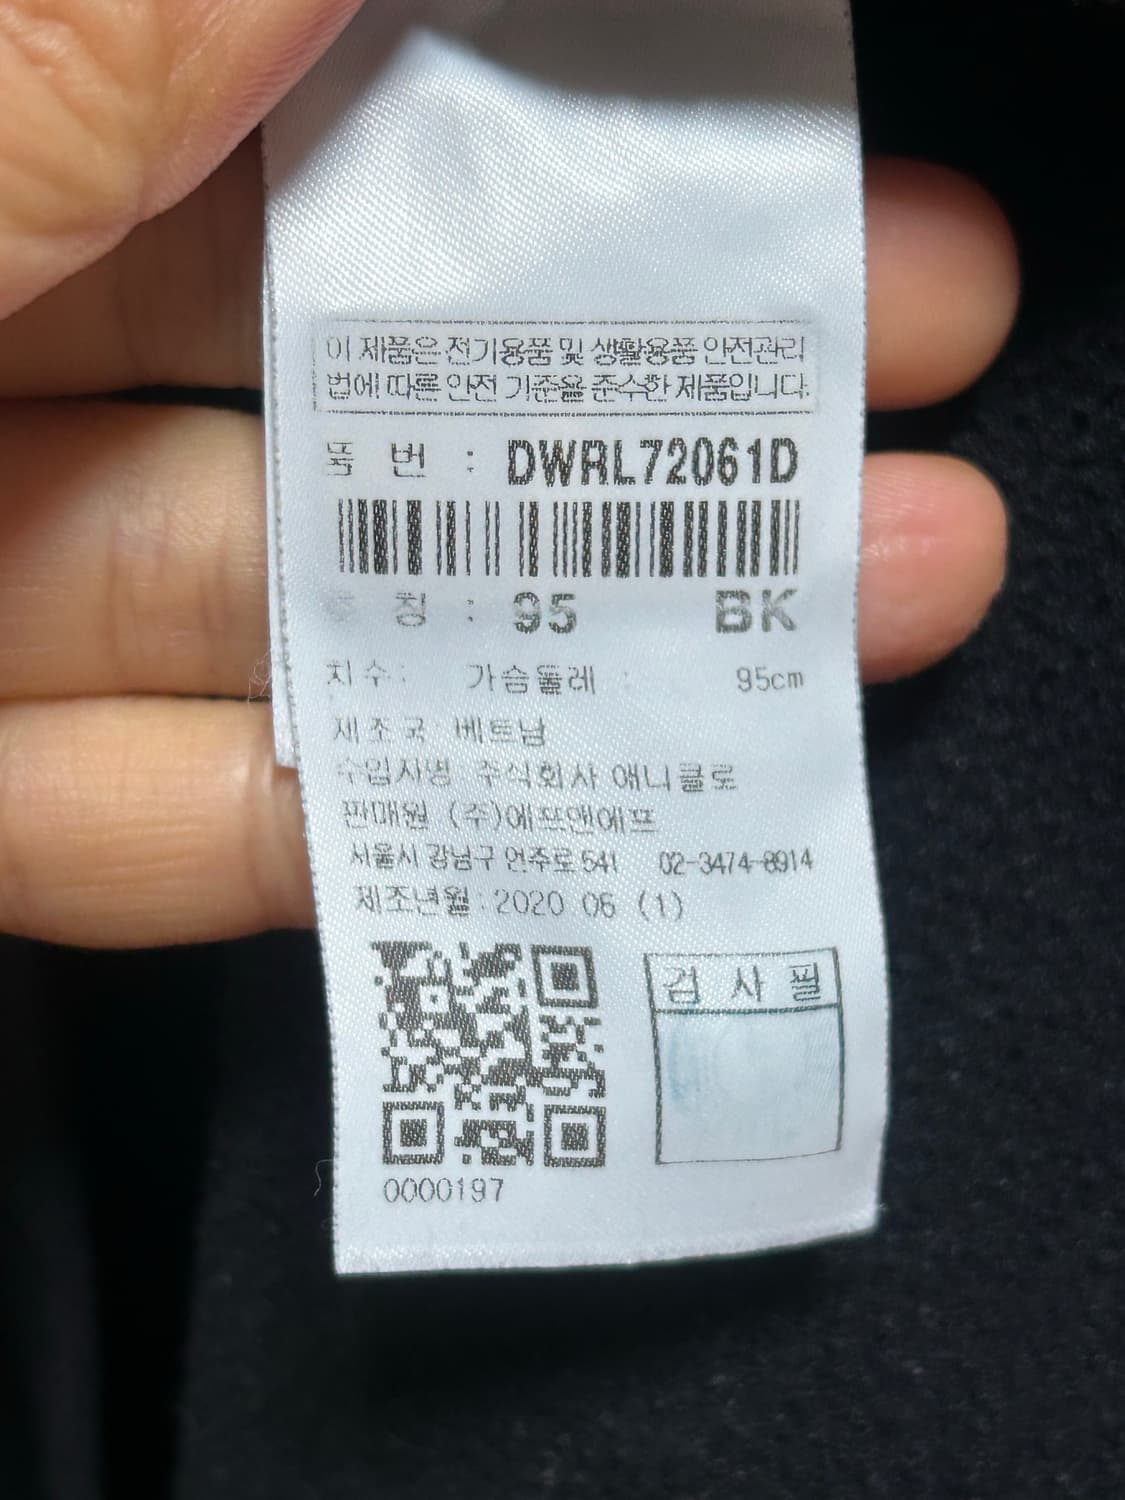 이 제품은 전기용품 및 생활용품 안전관리
법에 따른 안전 기준을 준수한 제품입니다.
품 번 : DWRL72061D
호 칭 : 95 BK
치수: 가슴둘레 : 95cm
제조국 베트남
수입자명 주식회사 애니클로
판매원 (주)에프앤에프
서울시 강남구 언주로 541 02-3474-8914
제조년월:2020 06 (1)
검 사 필
0000197